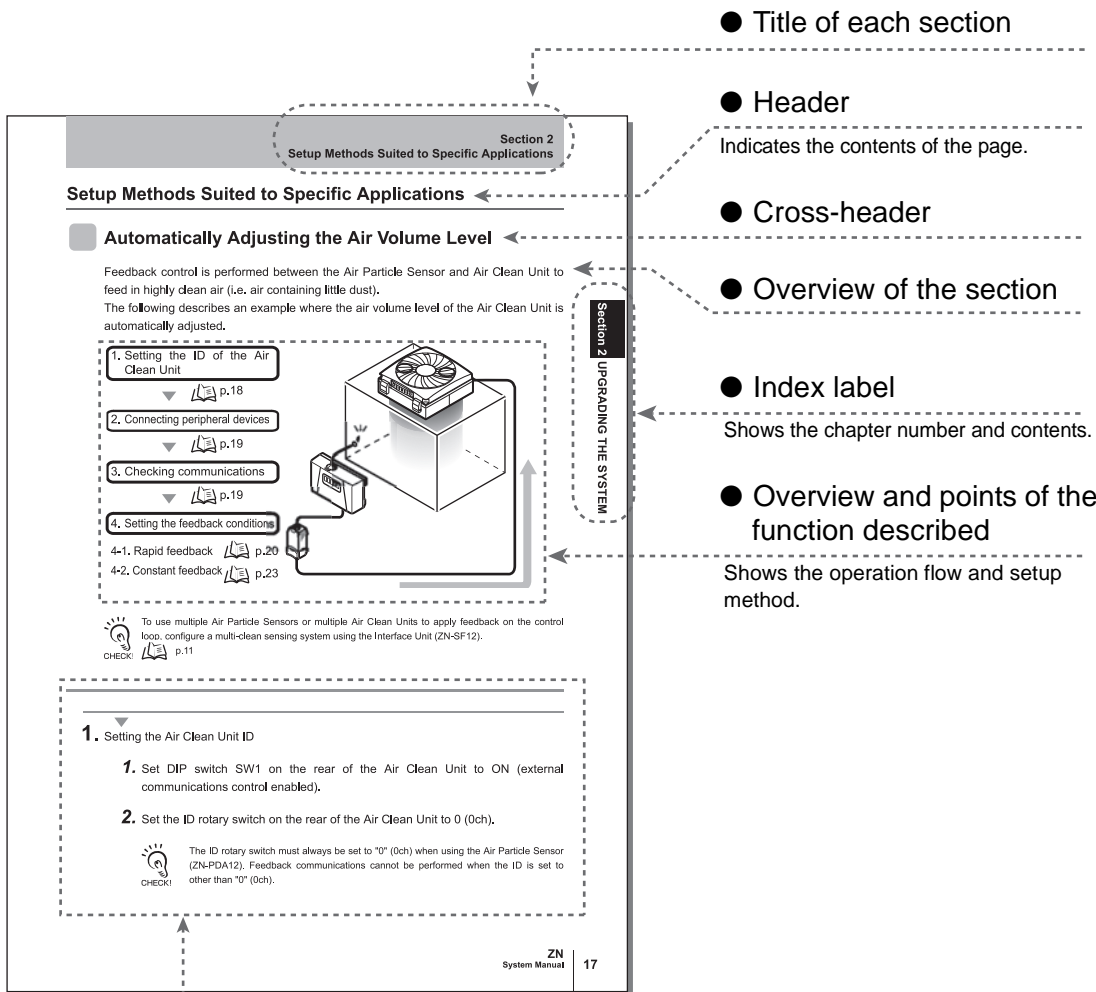 ● Title of each section
● Header
Indicates the contents of the page.
● Cross-header
● Overview of the section
● Index label
Shows the chapter number and contents.
● Overview and points of the
function described
Shows the operation flow and setup
method.
Section 2
Setup Methods Suited to Specific Applications
Setup Methods Suited to Specific Applications
Automatically Adjusting the Air Volume Level
Feedback control is performed between the Air Particle Sensor and Air Clean Unit to
feed in highly clean air (i.e. air containing little dust).
The following describes an example where the air volume level of the Air Clean Unit is
automatically adjusted.
1. Setting the ID of the Air
Clean Unit
p.18
2. Connecting peripheral devices
p.19
3. Checking communications
p.19
4. Setting the feedback conditions
4-1. Rapid feedback p.20
4-2. Constant feedback p.23
Section 2 UPGRADING THE SYSTEM
To use multiple Air Particle Sensors or multiple Air Clean Units to apply feedback on the control
loop, configure a multi-clean sensing system using the Interface Unit (ZN-SF12).
CHECK! p.11
1. Setting the Air Clean Unit ID
1. Set DIP switch SW1 on the rear of the Air Clean Unit to ON (external
communications control enabled).
2. Set the ID rotary switch on the rear of the Air Clean Unit to 0 (0ch).
The ID rotary switch must always be set to "0" (0ch) when using the Air Particle Sensor
(ZN-PDA12). Feedback communications cannot be performed when the ID is set to
CHECK! other than "0" (0ch).
ZN
System Manual 17